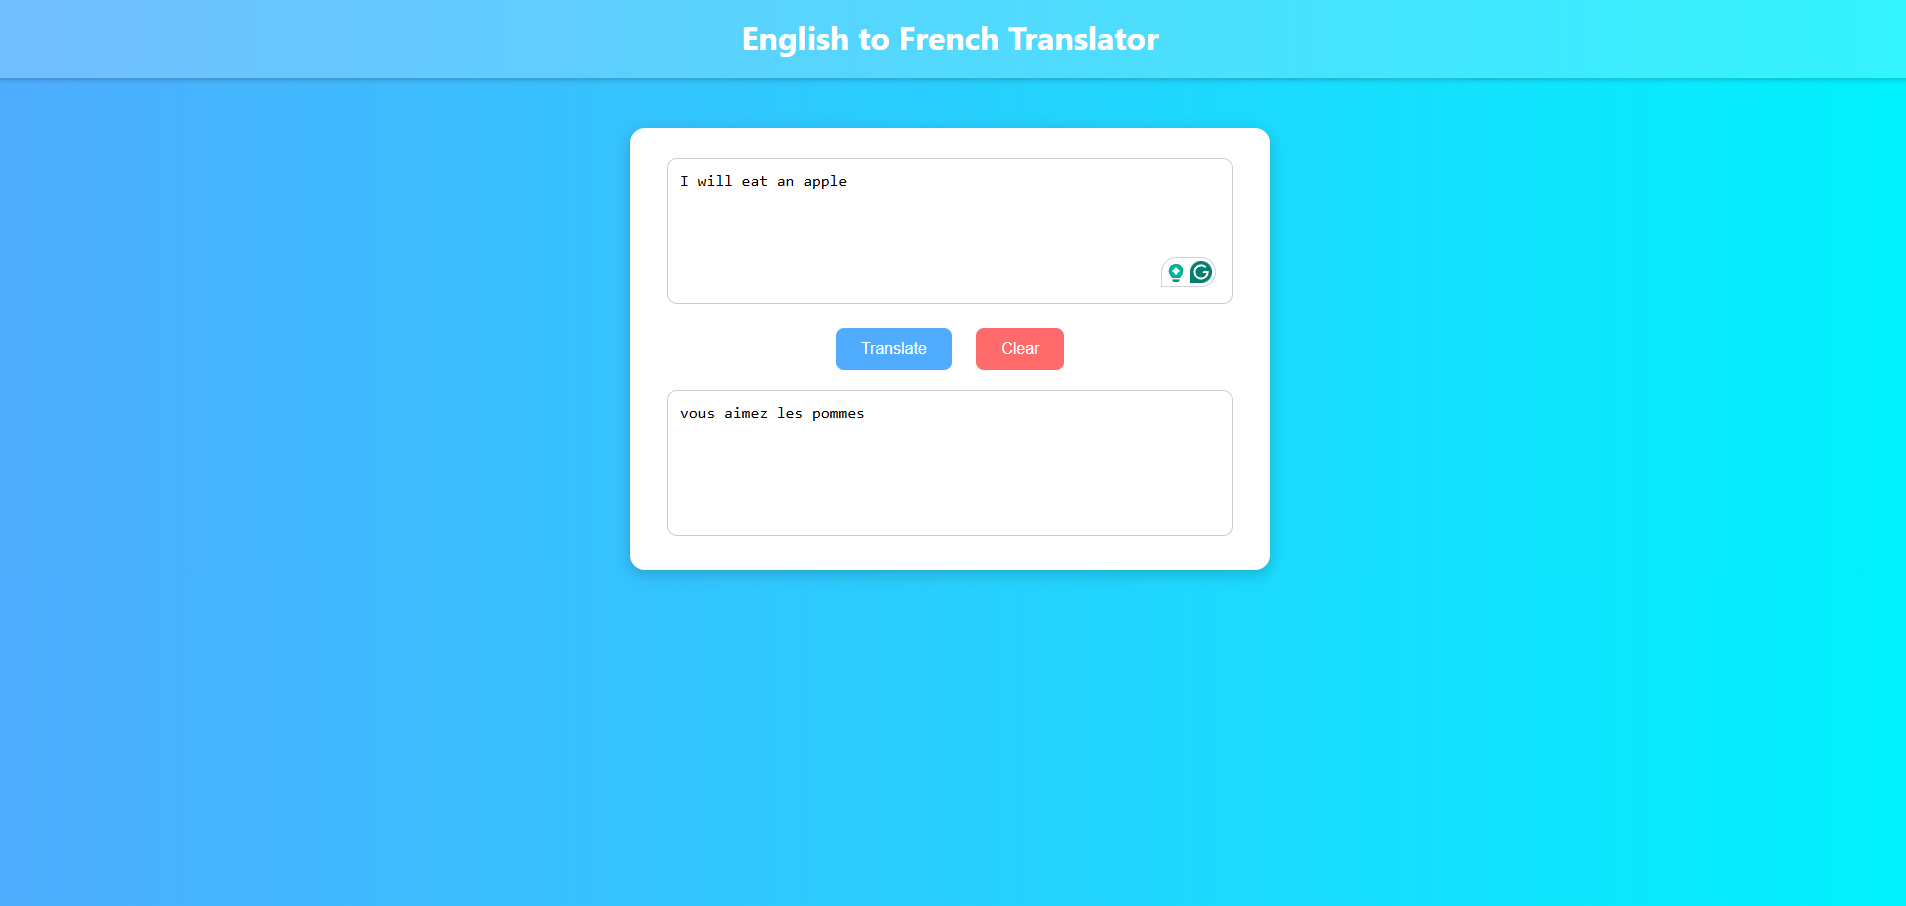 English to French Translator
I will eat an apple
Translate
Clear
vous aimez les pommes